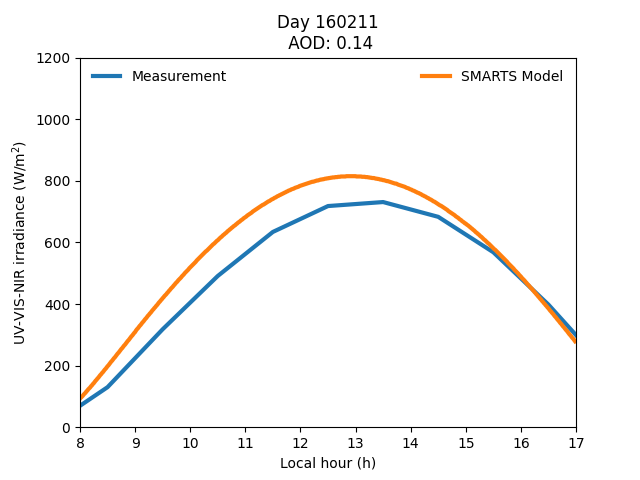 Day 160211
AOD: 0.14
Measurement
SMARTS Model
UV-VIS-NIR irradiance (W/m²)
1200
1000
800
600
400
200
0
8 9 10 11 12 13 14 15 16 17
Local hour (h)